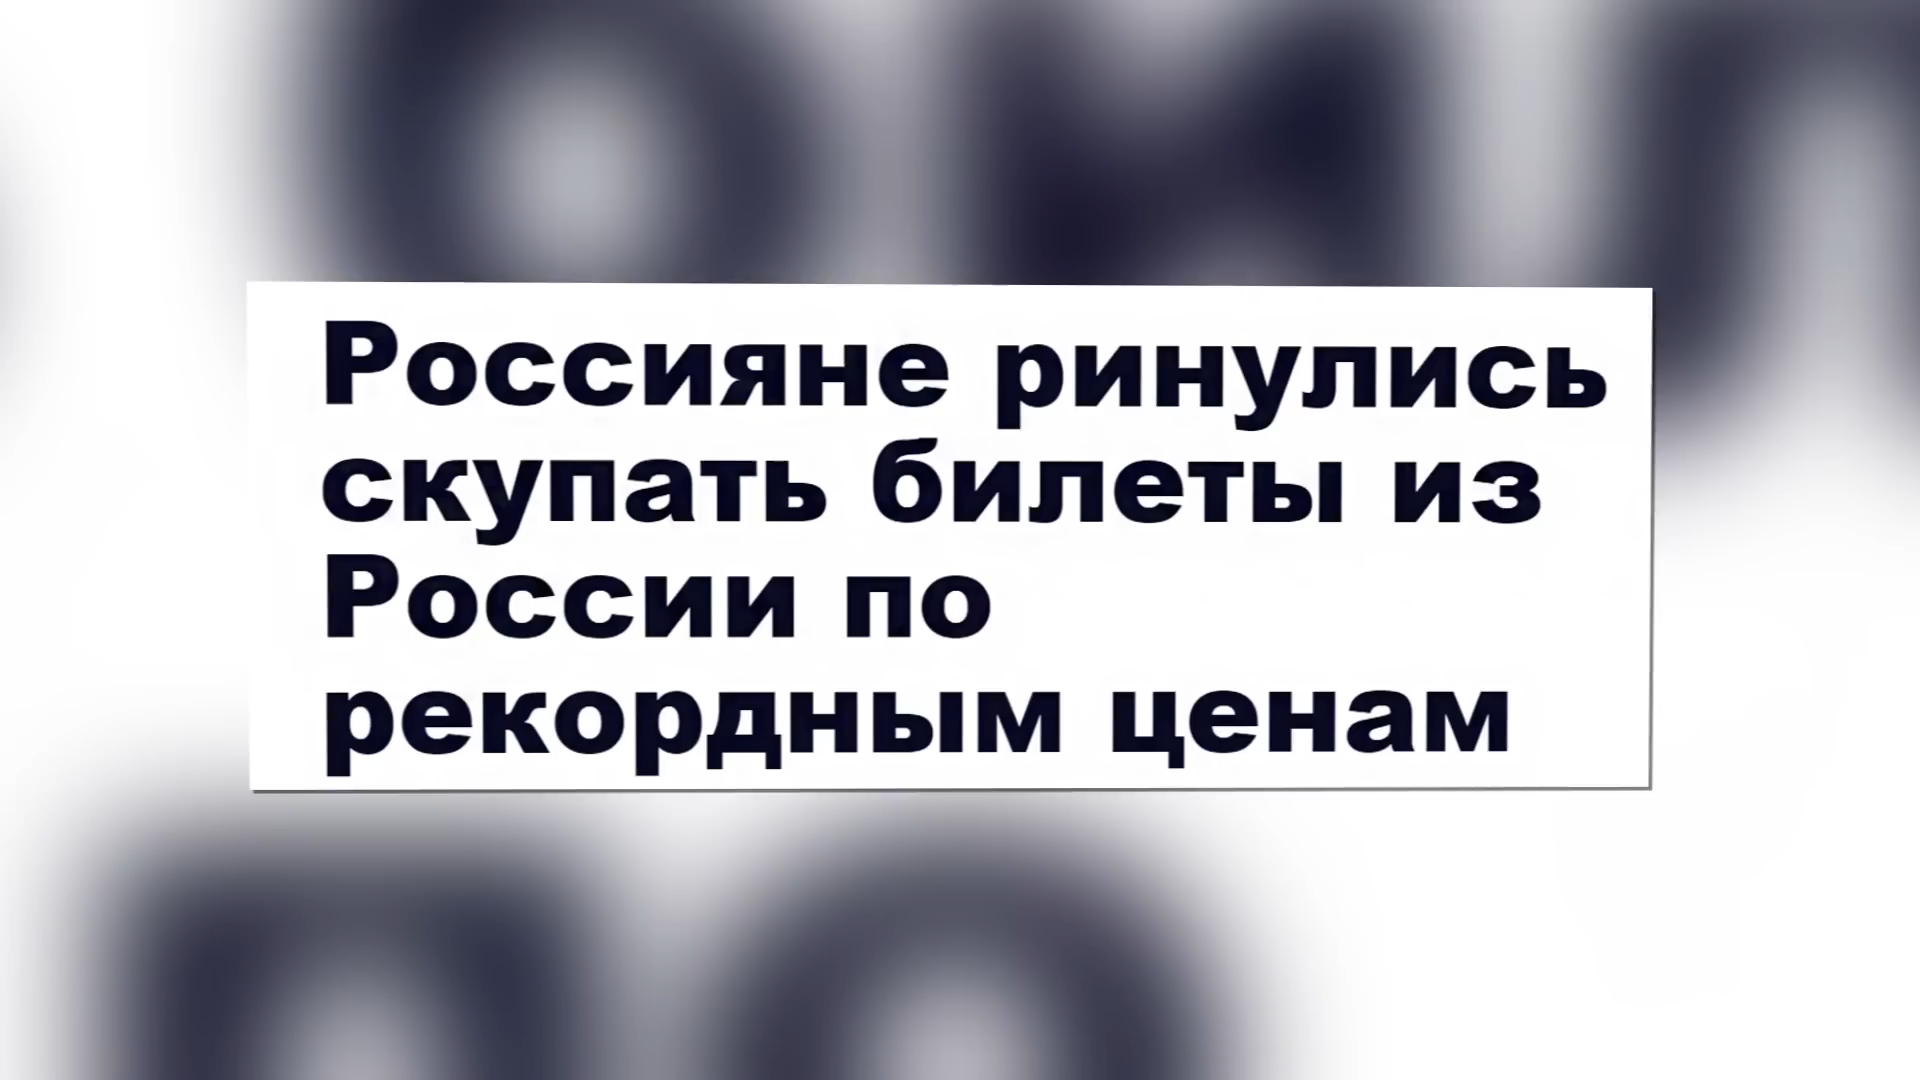 Россияне ринулись
скупать билеты из
России по
рекордным ценам